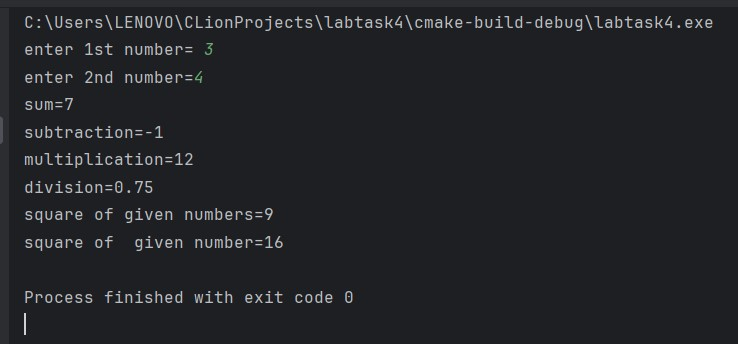 C:\Users\LENOVO\CLionProjects\labtask4\cmake-build-debug\labtask4.exe
enter 1st number= 3
enter 2nd number=4
sum=7
subtraction=-1
multiplication=12
division=0.75
square of given numbers=9
square of  given number=16
Process finished with exit code 0